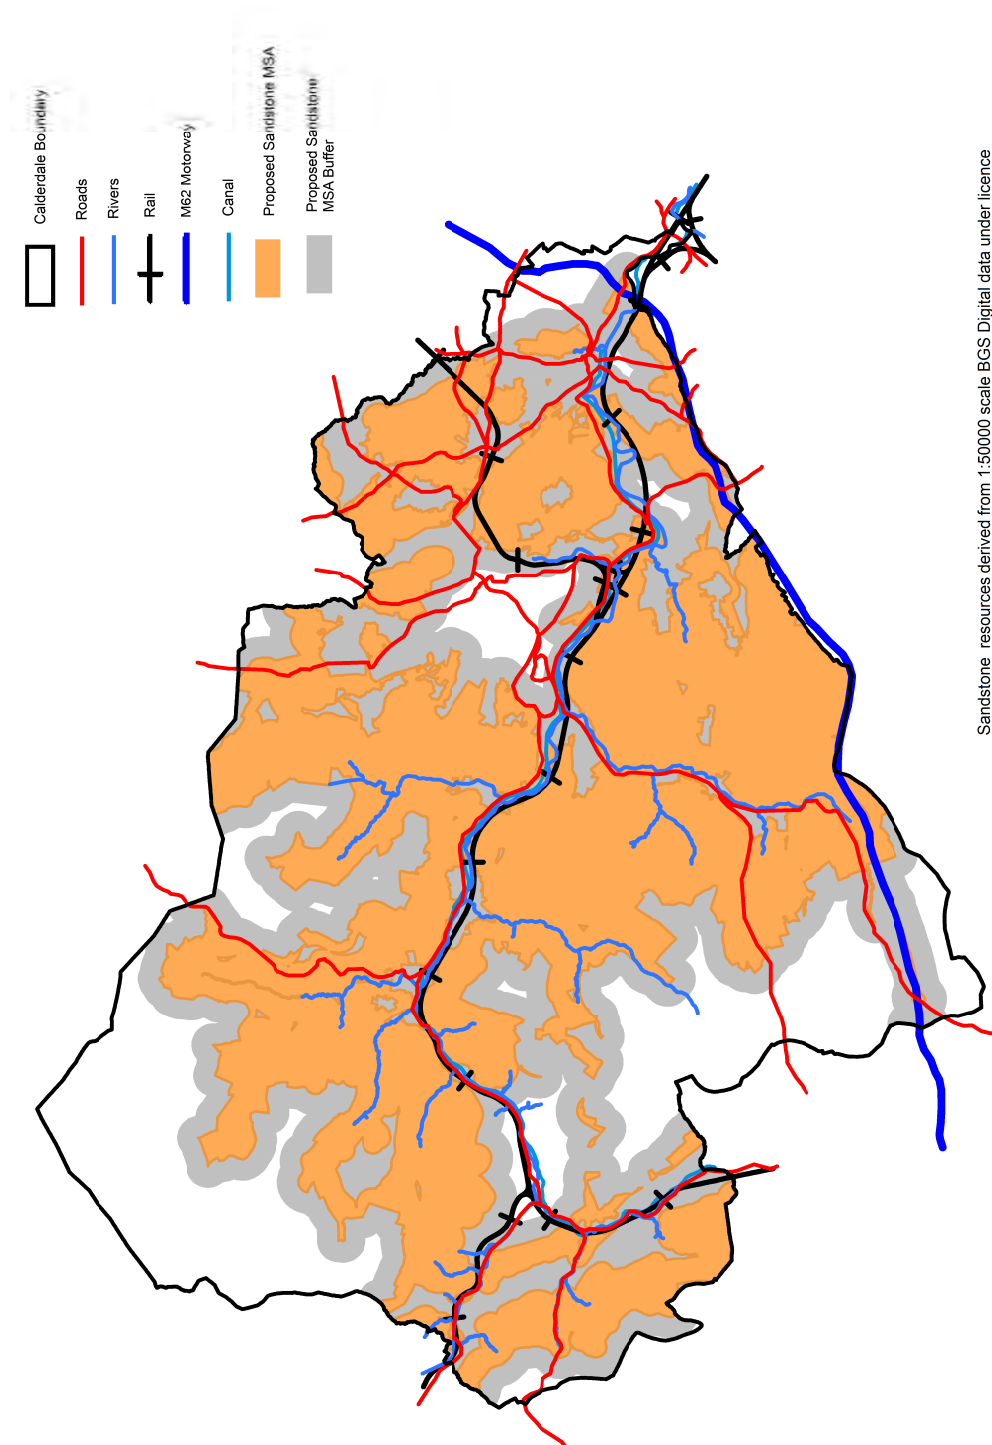 Calderdale Boundary
Roads
Rivers
Rail
M62 Motorway
Canal
Proposed Sandstone MSA
Proposed Sandstone
MSA Buffer
Sandstone resources derived from 1:50000 scale BGS Digital data under licence